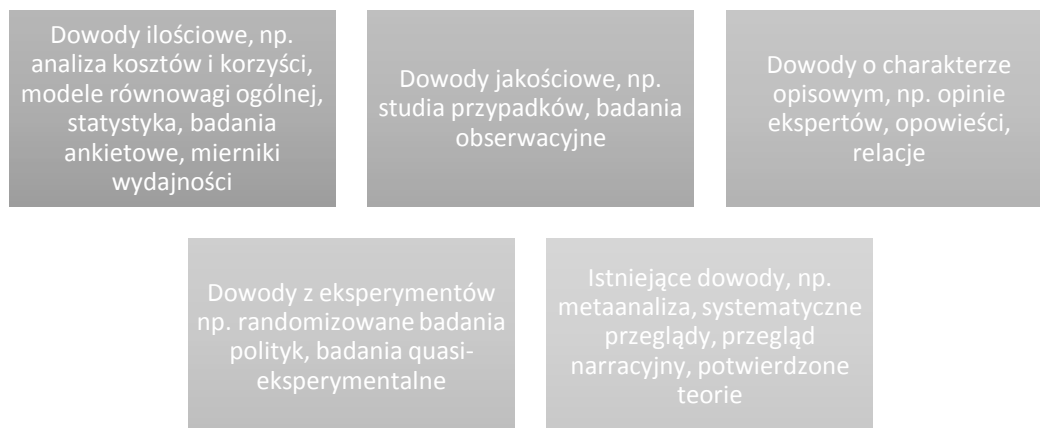 Dowody ilościowe, np.
analiza kosztów i korzyści,
modele równowagi ogólnej,
statystyka, badania
ankietowe, mierniki
wydajności
Dowody jakościowe, np.
studia przypadków, badania
obserwacyjne
Dowody o charakterze
opisowym, np. opinie
ekspertów, opowieści,
relacje
Dowody z eksperymentów
np. randomizowane badania
polityk, badania quasi-
eksperymentalne
Istniejące dowody, np.
metaanaliza, systematyczne
przeglądy, przegląd
narracyjny, potwierdzone
teorie